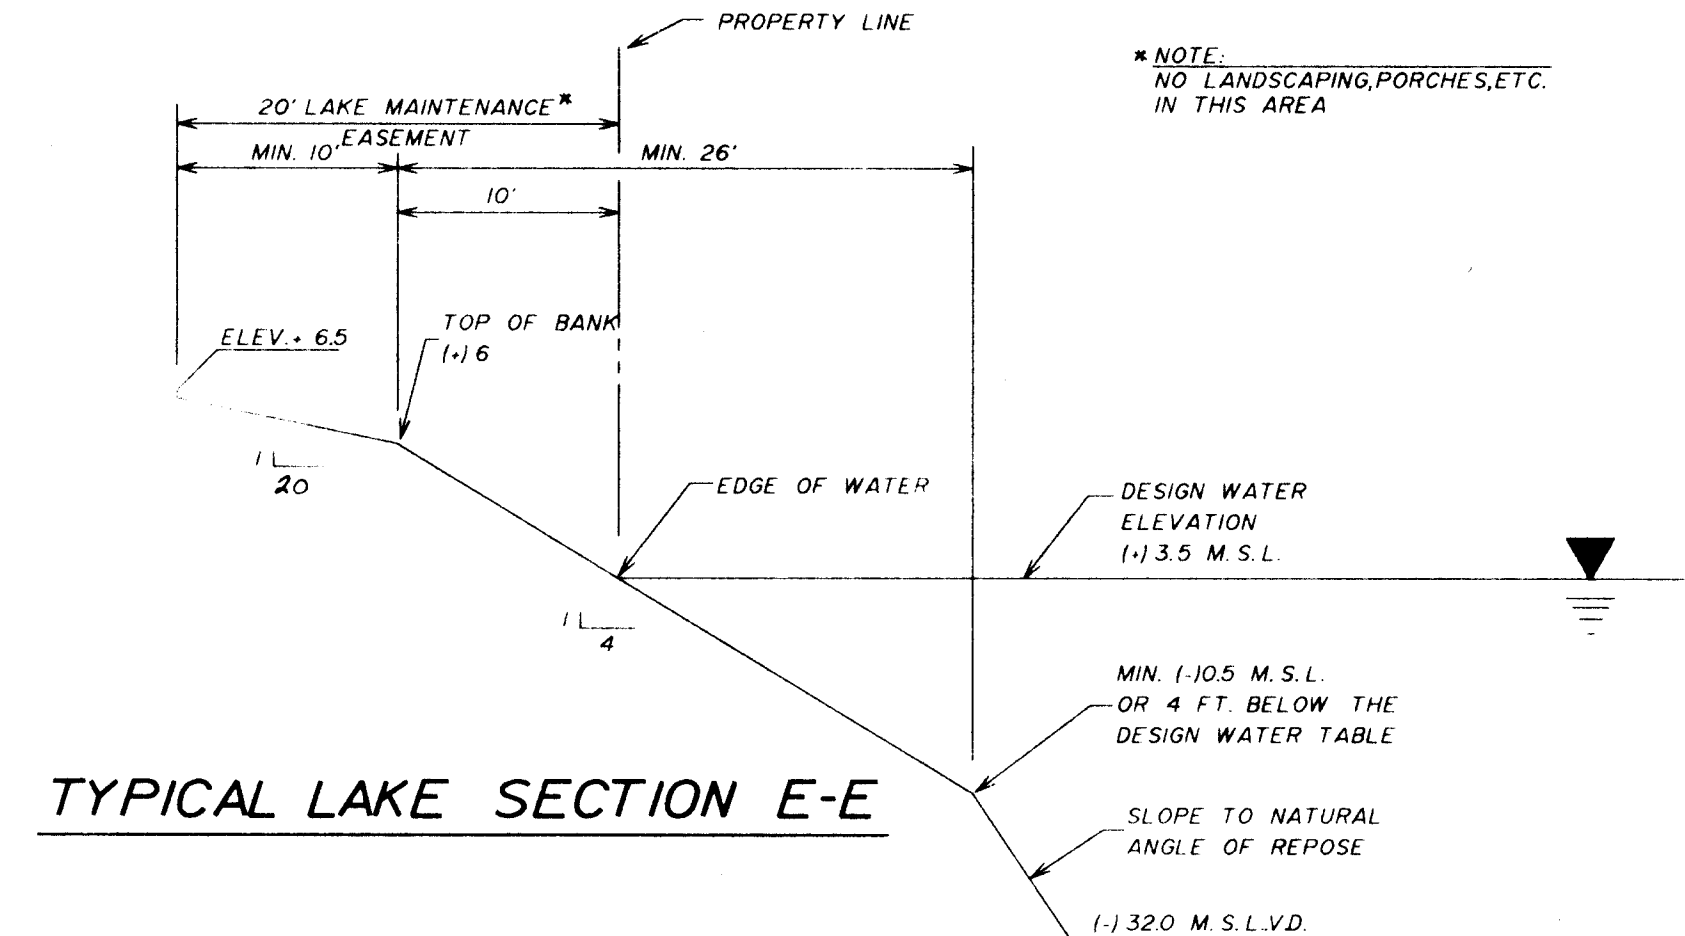 PROPERTY LINE
* NOTE:
NO LANDSCAPING,PORCHES,ETC.
IN THIS AREA
20' LAKE MAINTENANCE*
EASEMENT
MIN. 10'
MIN. 26'
10'
TOP OF BANK
(+) 6
ELEV.+ 6.5
1
20
EDGE OF WATER
DESIGN WATER
ELEVATION
(+) 3.5 M.S.L.
1
4
MIN. (-)0.5 M.S.L.
OR 4 FT. BELOW THE
DESIGN WATER TABLE
TYPICAL LAKE SECTION E-E
SLOPE TO NATURAL
ANGLE OF REPOSE
(-) 32.0 M.S.L..V.D.